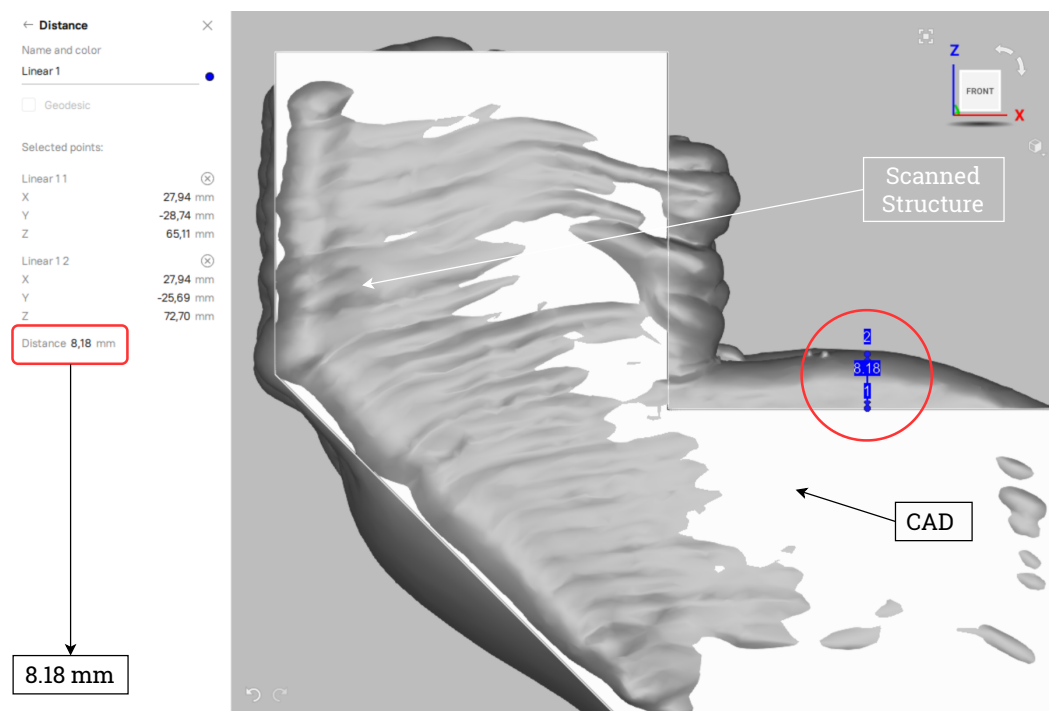 ← Distance
Name and color
Linear 1
Geodesic
Selected points:
Linear 1 1
X 27,94 mm
Y -28,74 mm
Z 65,11 mm
Linear 1 2
X 27,94 mm
Y -25,69 mm
Z 72,70 mm
Distance 8,18 mm
8.18 mm
Z
FRONT
X
Scanned
Structure
2
8.18
1
CAD